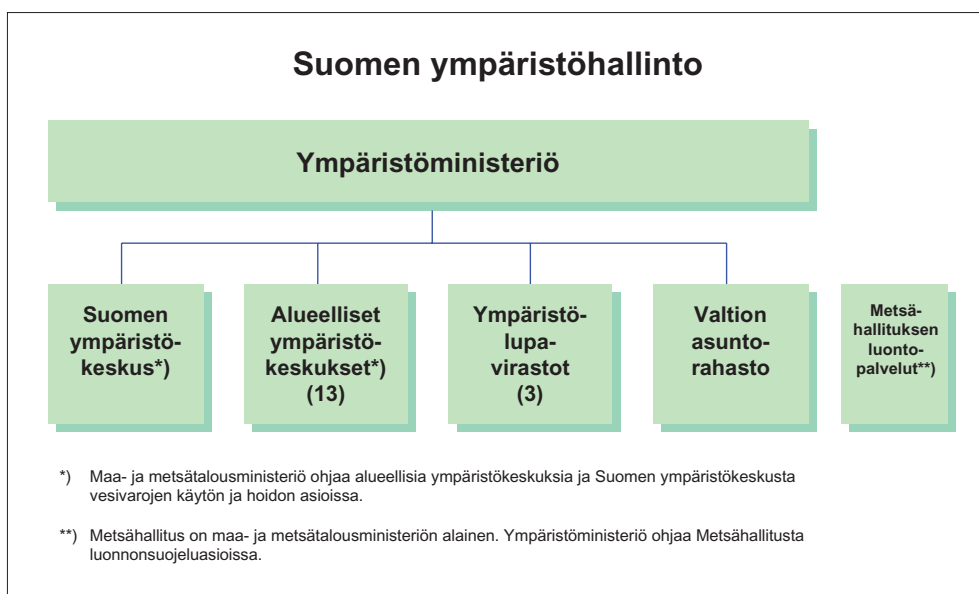 Suomen ympäristöhallinto
Ympäristöministeriö
Suomen
ympäristö-
keskus*)
Alueelliset
ympäristö-
keskukset*)
(13)
Ympäristö-
lupa-
virastot
(3)
Valtion
asunto-
rahasto
Metsä-
hallituksen
luonto-
palvelut**)
*) Maa- ja metsätalousministeriö ohjaa alueellisia ympäristökeskuksia ja Suomen ympäristökeskusta
vesivarojen käytön ja hoidon asioissa.
**) Metsähallitus on maa- ja metsätalousministeriön alainen. Ympäristöministeriö ohjaa Metsähallitusta
luonnonsuojeluasioissa.